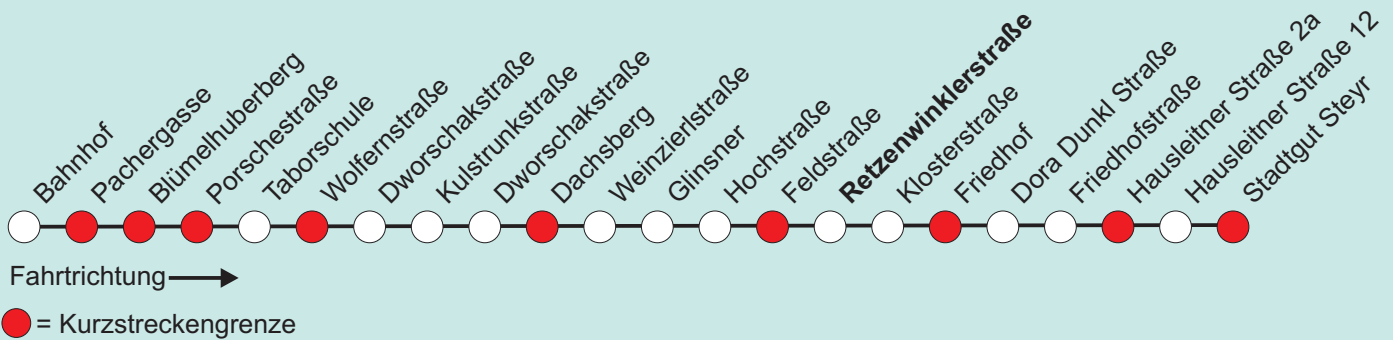 Bahnhof
Pachergasse
Blümelhuberberg
Porschestraße
Taborschule
Wolfernstraße
Dworschakstraße
Kulstrunkstraße
Dworschakstraße
Dachsberg
Weinzierlstraße
Glinsner
Hochstraße
Feldstraße
Retzenwinklerstraße
Klosterstraße
Friedhof
Dora Dunkl Straße
Friedhofstraße
Hausleitner Straße 2a
Hausleitner Straße 12
Stadtgut Steyr
Fahrtrichtung
= Kurzstreckengrenze